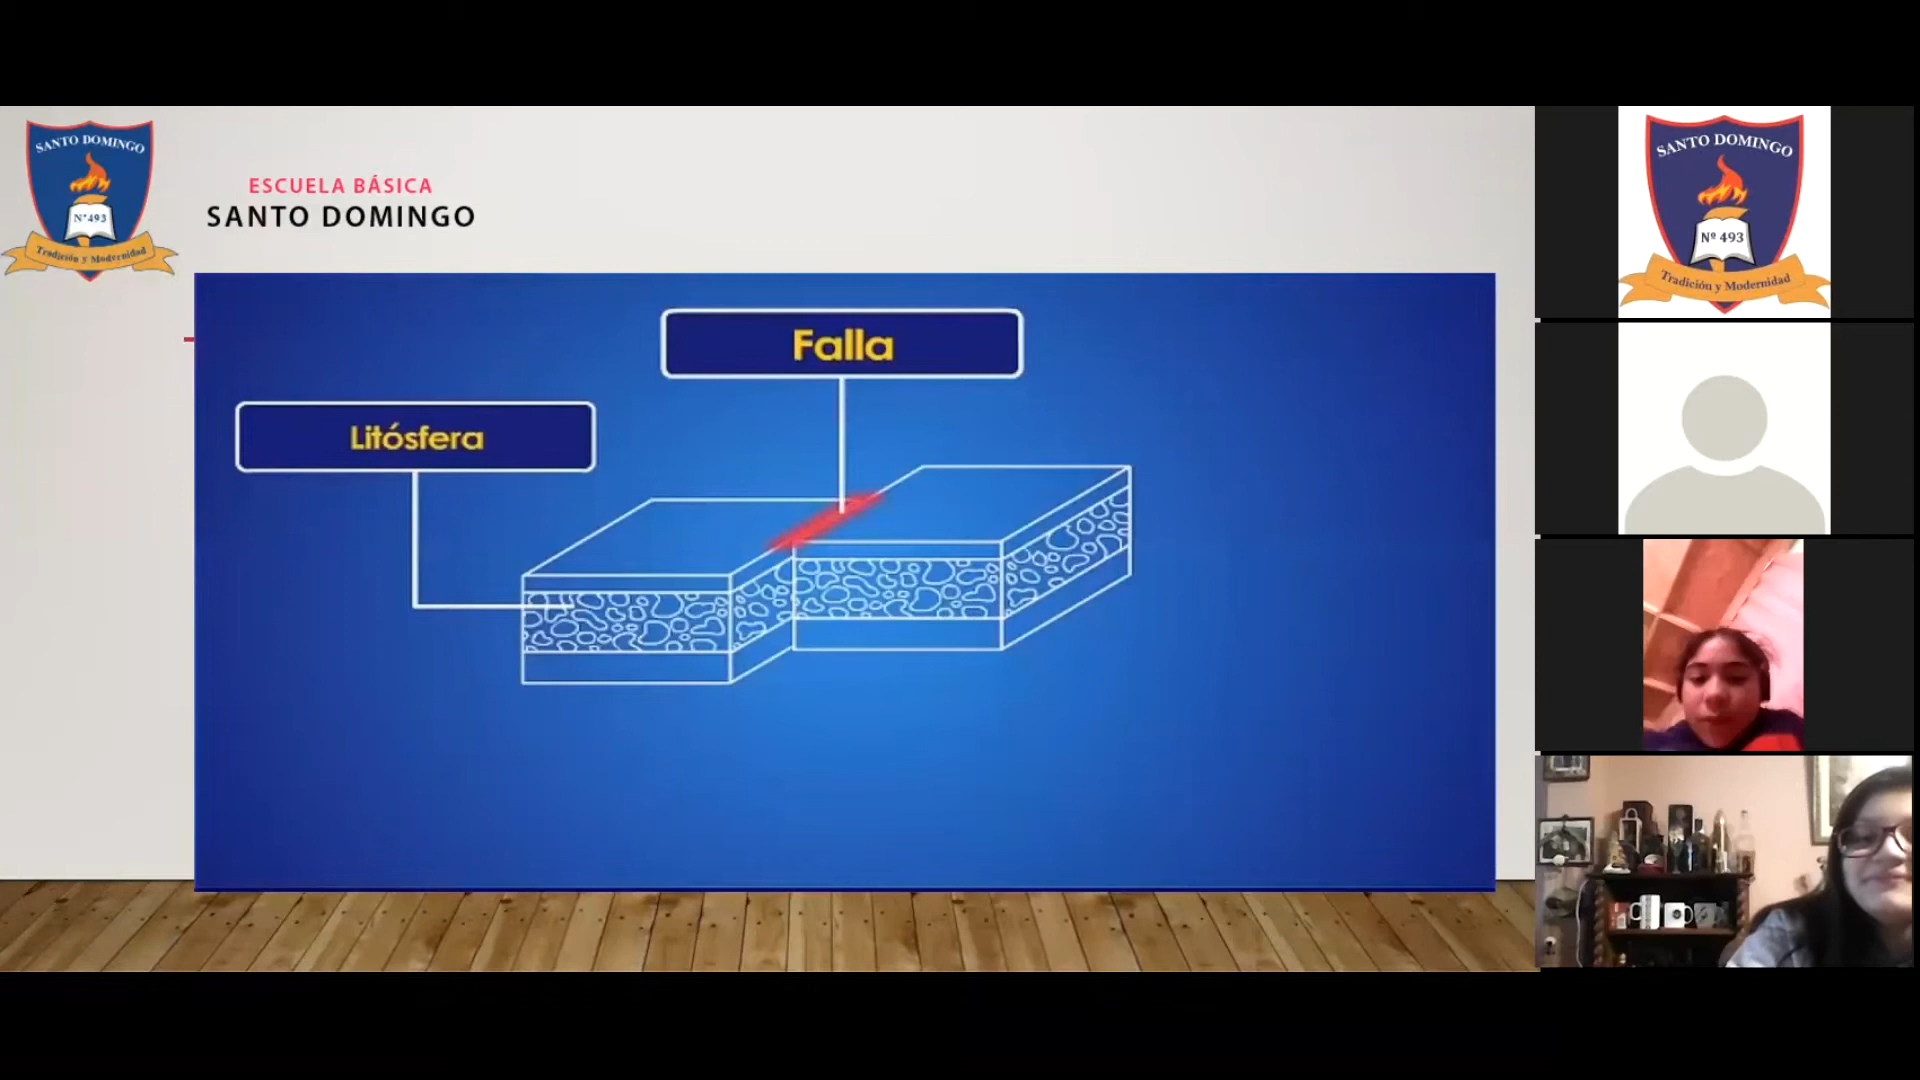 SANTO DOMINGO
N°493
Tradición y Modernidad
ESCUELA BÁSICA
SANTO DOMINGO
Falla
Litósfera
SANTO DOMINGO
Nº 493
Tradición y Modernidad